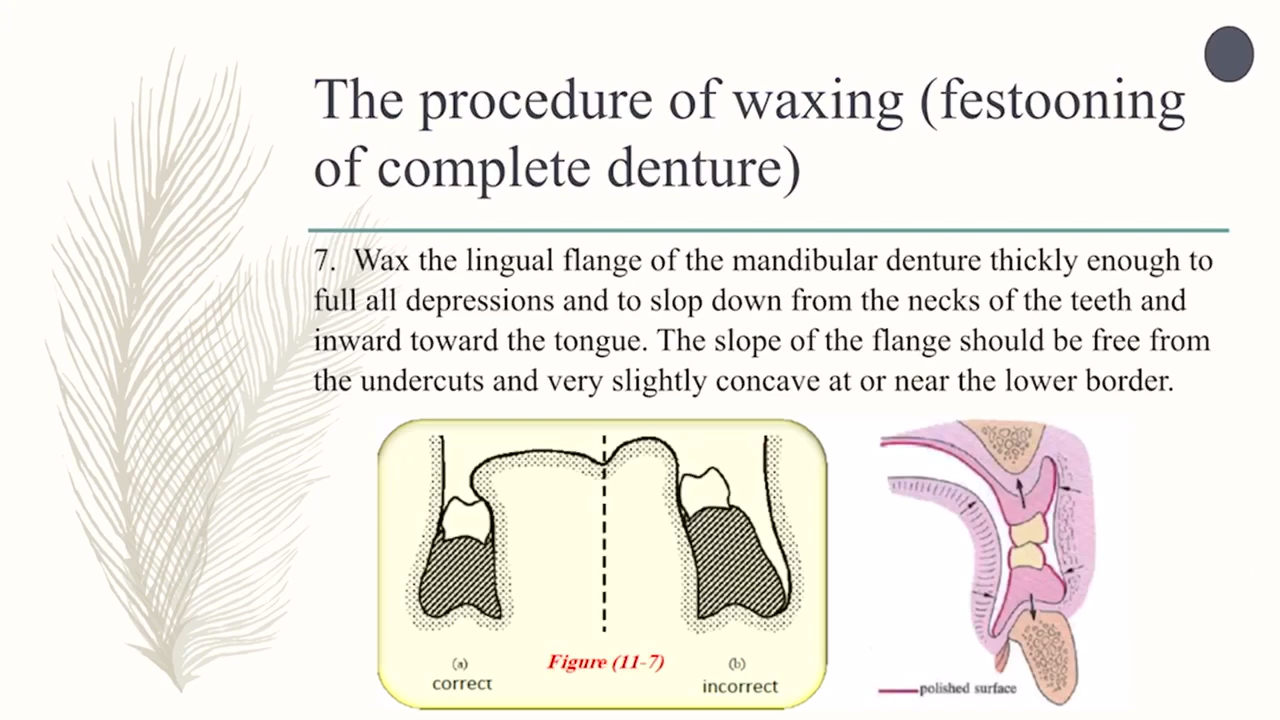 The procedure of waxing (festooning
of complete denture)
7. Wax the lingual flange of the mandibular denture thickly enough to
full all depressions and to slop down from the necks of the teeth and
inward toward the tongue. The slope of the flange should be free from
the undercuts and very slightly concave at or near the lower border.
(a)
correct
Figure (11-7)
(b)
incorrect
polished surface